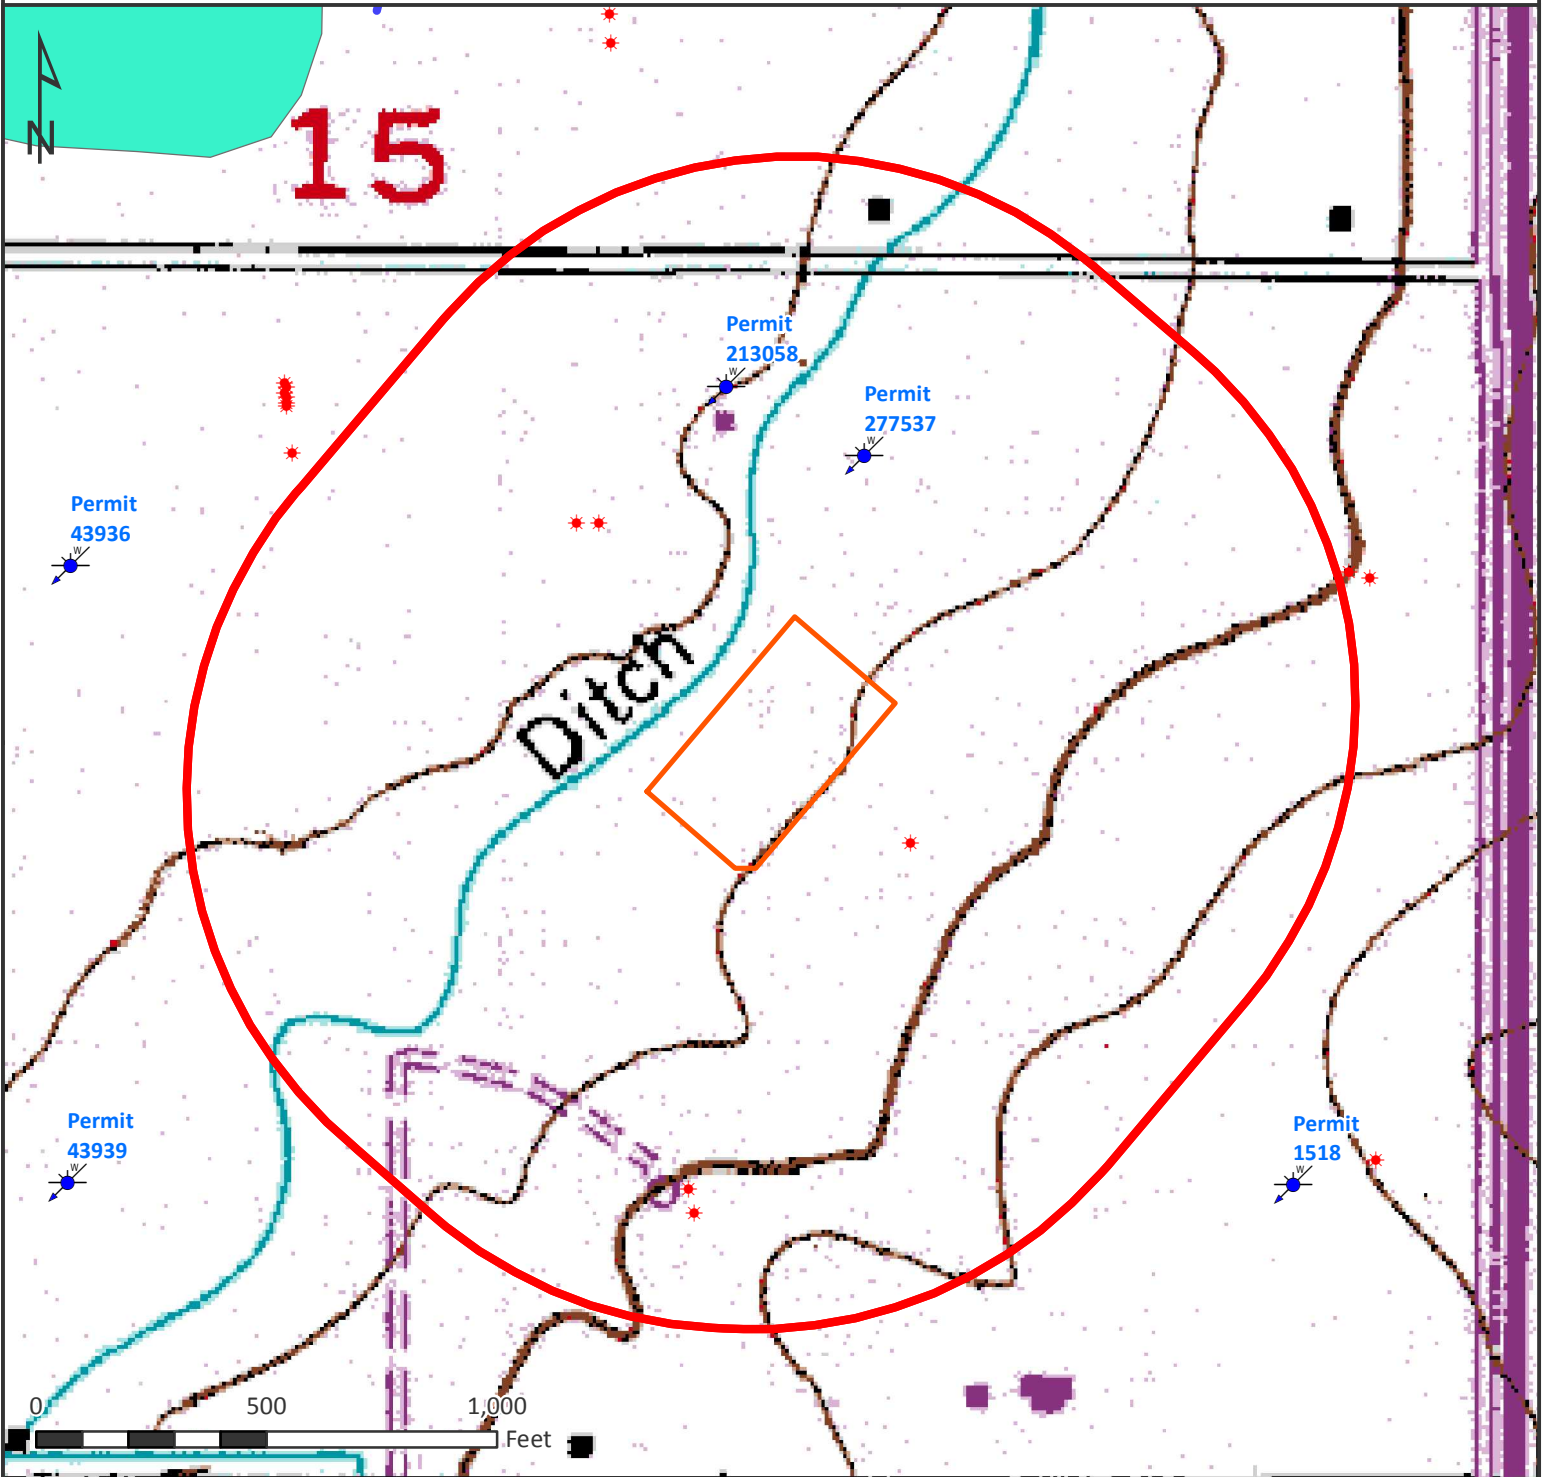 N
15
Permit
213058
W
Permit
277537
W
Permit
43936
W
Ditch
Permit
43939
W
Permit
1518
W
0 500 1,000
Feet